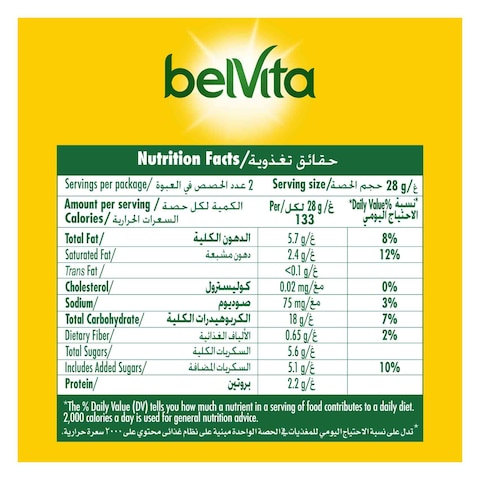 belVita
Nutrition Facts/حقائق تغذوية
Servings per package/ عدد الحصص في العبوة 2 Serving size/ حجم الحصة 28 g/غ
Amount per serving / الكمية لكل حصة Per/لكل 28 g/غ *Daily Value% نسبة*
Calories/ السعرات الحرارية 133 الاحتياج اليومي
Total Fat/ الدهون الكلية 5.7 g/غ 8%
Saturated Fat/ دهون مشبعة 2.4 g/غ 12%
Trans Fat / <0.1 g/غ
Cholesterol/ كوليسترول 0.02 mg/مغ 0%
Sodium/ صوديوم 75 mg/مغ 3%
Total Carbohydrate/ الكربوهيدرات الكلية 18 g/غ 7%
Dietary Fiber/ الألياف الغذائية 0.65 g/غ 2%
Total Sugars/ السكريات الكلية 5.6 g/غ
Includes Added Sugars/ السكريات المضافة 5.1 g/غ 10%
Protein/ بروتين 2.2 g/غ
*The % Daily Value (DV) tells you how much a nutrient in a serving of food contributes to a daily diet.
2,000 calories a day is used for general nutrition advice.
*تدل على نسبة الاحتياج اليومي للمغذيات في الحصة الواحدة مبنية على نظام غذائي محتوي على ٢٠٠٠ سعرة حرارية.